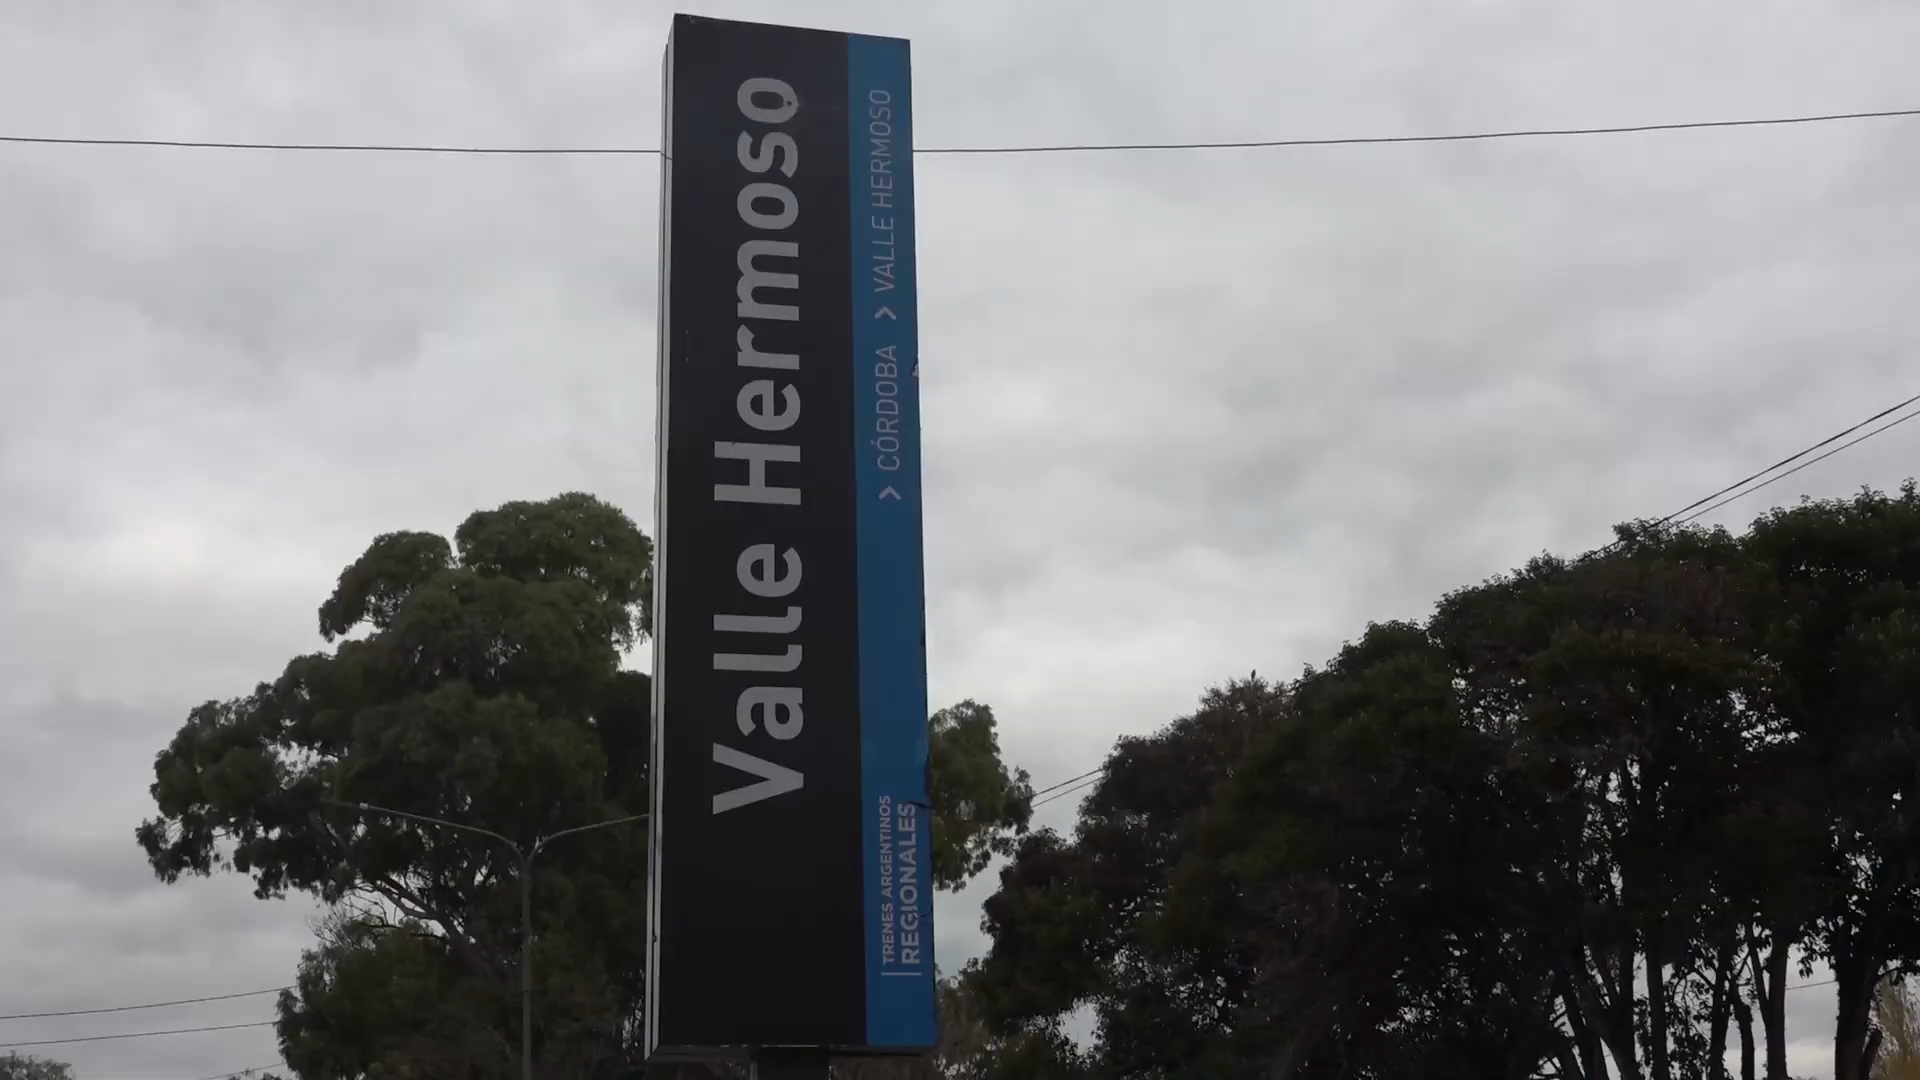 Valle Hermoso
> CÓRDOBA > VALLE HERMOSO
TRENES ARGENTINOS
REGIONALES